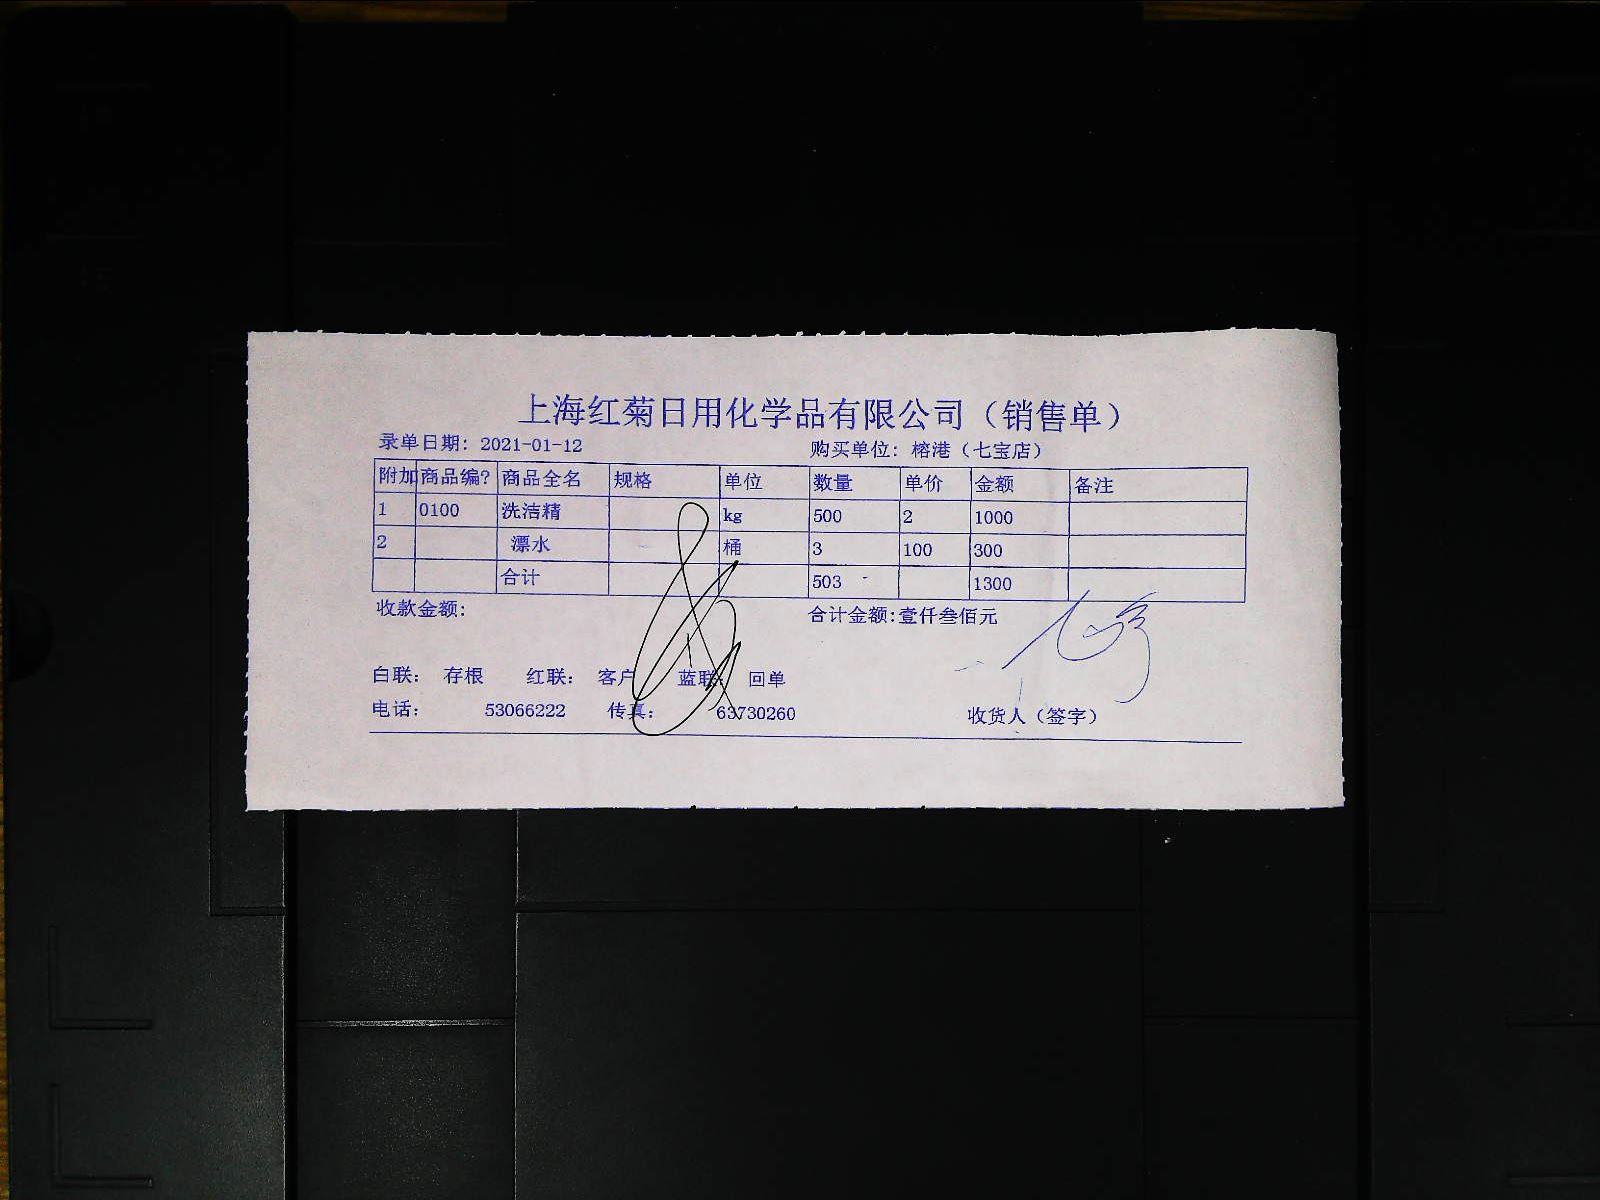 上海红菊日用化学品有限公司（销售单）
录单日期: 2021-01-12 购买单位: 榕港（七宝店）
附加 商品编? 商品全名 规格 单位 数量 单价 金额 备注
1 0100 洗洁精 kg 500 2 1000
2 漂水 桶 3 100 300
合计 503 1300
收款金额: 合计金额:壹仟叁佰元
白联: 存根 红联: 客户 蓝联: 回单
电话: 53066222 传真: 63730260 收货人（签字）